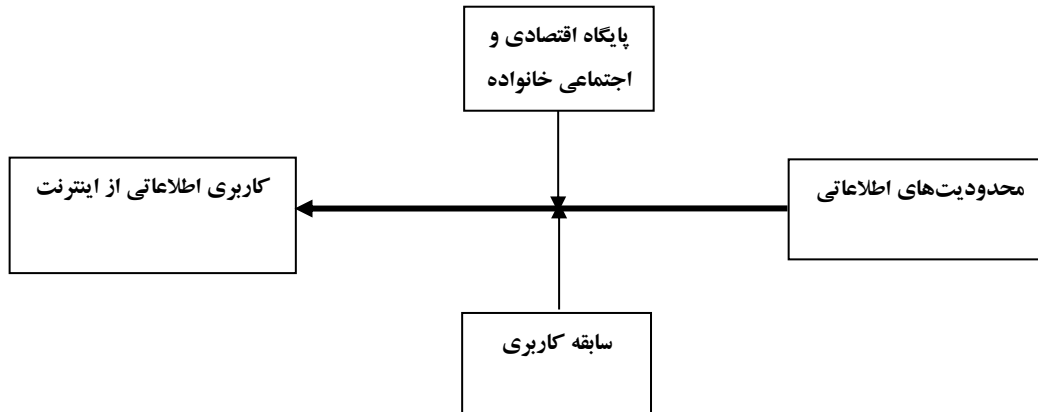 پایگاه اقتصادی و
اجتماعی خانواده
محدودیت‌های اطلاعاتی
کاربری اطلاعاتی از اینترنت
سابقه کاربری